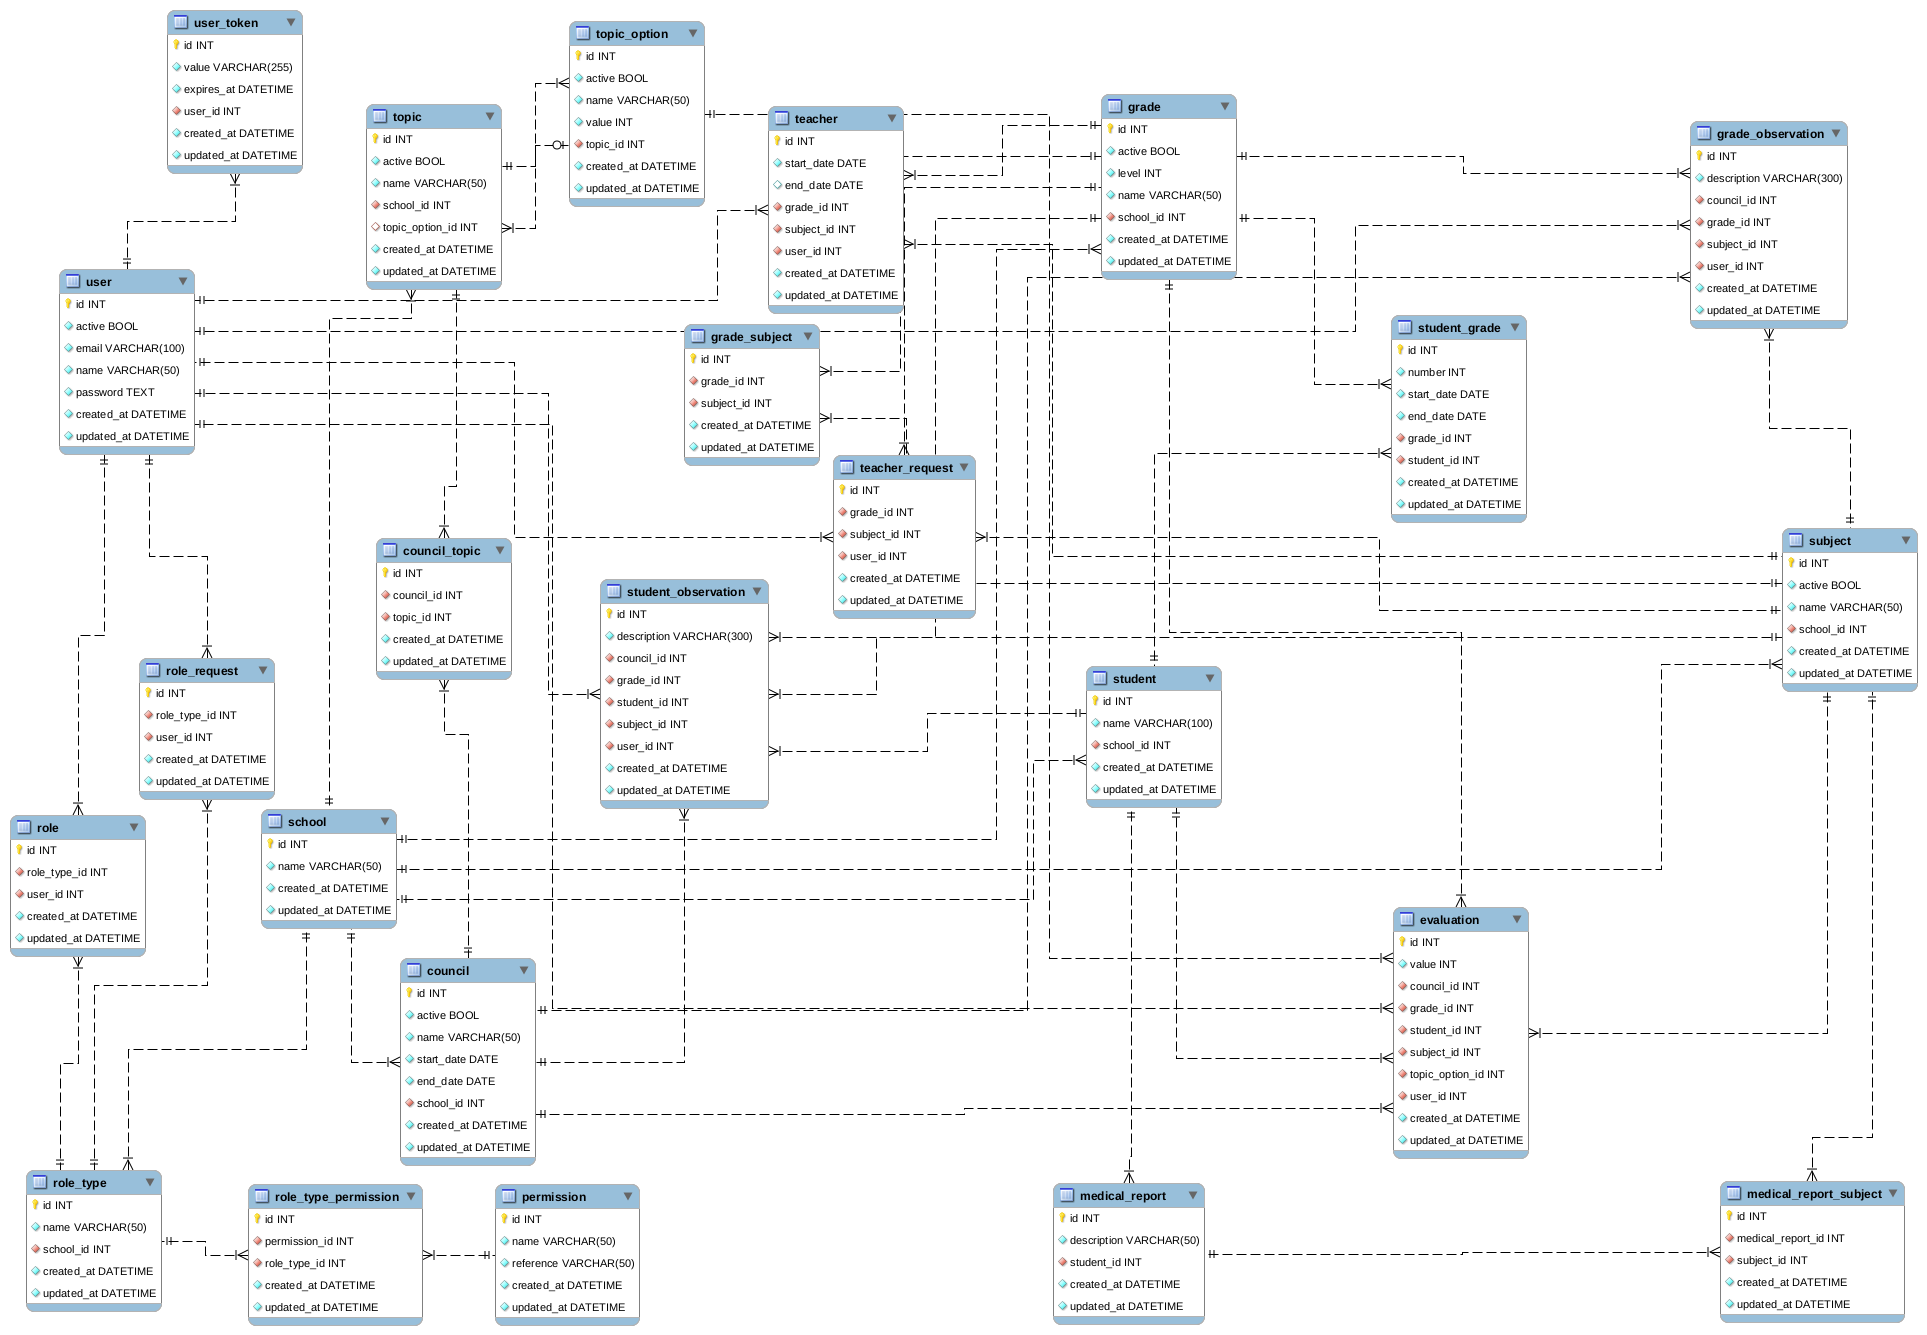 user_token
id INT
value VARCHAR(255)
expires_at DATETIME
user_id INT
created_at DATETIME
updated_at DATETIME
topic_option
id INT
active BOOL
name VARCHAR(50)
value INT
topic_id INT
created_at DATETIME
updated_at DATETIME
topic
id INT
active BOOL
name VARCHAR(50)
school_id INT
topic_option_id INT
created_at DATETIME
updated_at DATETIME
teacher
id INT
start_date DATE
end_date DATE
grade_id INT
subject_id INT
user_id INT
created_at DATETIME
updated_at DATETIME
grade
id INT
active BOOL
level INT
name VARCHAR(50)
school_id INT
created_at DATETIME
updated_at DATETIME
grade_observation
id INT
description VARCHAR(300)
council_id INT
grade_id INT
subject_id INT
user_id INT
created_at DATETIME
updated_at DATETIME
user
id INT
active BOOL
email VARCHAR(100)
name VARCHAR(50)
password TEXT
created_at DATETIME
updated_at DATETIME
grade_subject
id INT
grade_id INT
subject_id INT
created_at DATETIME
updated_at DATETIME
student_grade
id INT
number INT
start_date DATE
end_date DATE
grade_id INT
student_id INT
created_at DATETIME
updated_at DATETIME
teacher_request
id INT
grade_id INT
subject_id INT
user_id INT
created_at DATETIME
updated_at DATETIME
council_topic
id INT
council_id INT
topic_id INT
created_at DATETIME
updated_at DATETIME
student_observation
id INT
description VARCHAR(300)
council_id INT
grade_id INT
student_id INT
subject_id INT
user_id INT
created_at DATETIME
updated_at DATETIME
subject
id INT
active BOOL
name VARCHAR(50)
school_id INT
created_at DATETIME
updated_at DATETIME
role_request
id INT
role_type_id INT
user_id INT
created_at DATETIME
updated_at DATETIME
student
id INT
name VARCHAR(100)
school_id INT
created_at DATETIME
updated_at DATETIME
role
id INT
role_type_id INT
user_id INT
created_at DATETIME
updated_at DATETIME
school
id INT
name VARCHAR(50)
created_at DATETIME
updated_at DATETIME
council
id INT
active BOOL
name VARCHAR(50)
start_date DATE
end_date DATE
school_id INT
created_at DATETIME
updated_at DATETIME
evaluation
id INT
value INT
council_id INT
grade_id INT
student_id INT
subject_id INT
topic_option_id INT
user_id INT
created_at DATETIME
updated_at DATETIME
role_type
id INT
name VARCHAR(50)
school_id INT
created_at DATETIME
updated_at DATETIME
role_type_permission
id INT
permission_id INT
role_type_id INT
created_at DATETIME
updated_at DATETIME
permission
id INT
name VARCHAR(50)
reference VARCHAR(50)
created_at DATETIME
updated_at DATETIME
medical_report
id INT
description VARCHAR(50)
student_id INT
created_at DATETIME
updated_at DATETIME
medical_report_subject
id INT
medical_report_id INT
subject_id INT
created_at DATETIME
updated_at DATETIME